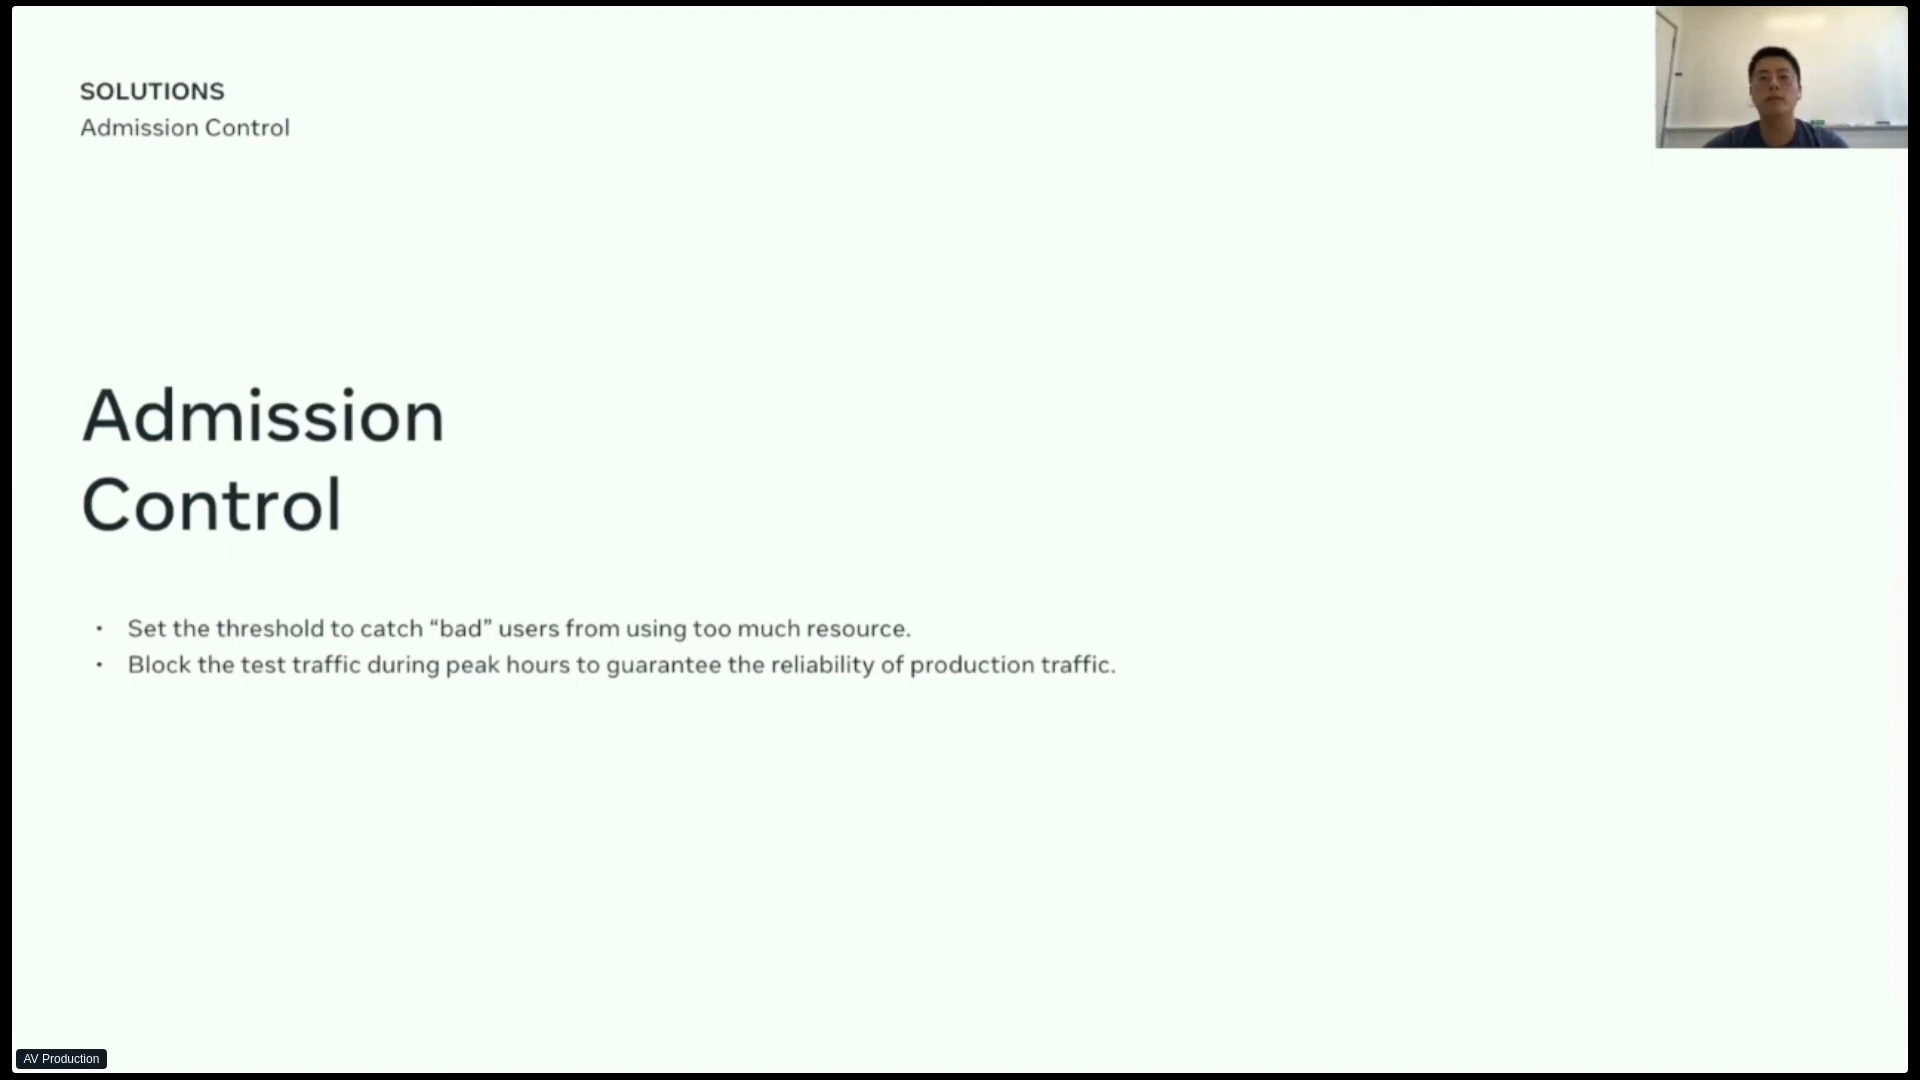 SOLUTIONS
Admission Control
Admission
Control
• Set the threshold to catch “bad” users from using too much resource.
• Block the test traffic during peak hours to guarantee the reliability of production traffic.
AV Production